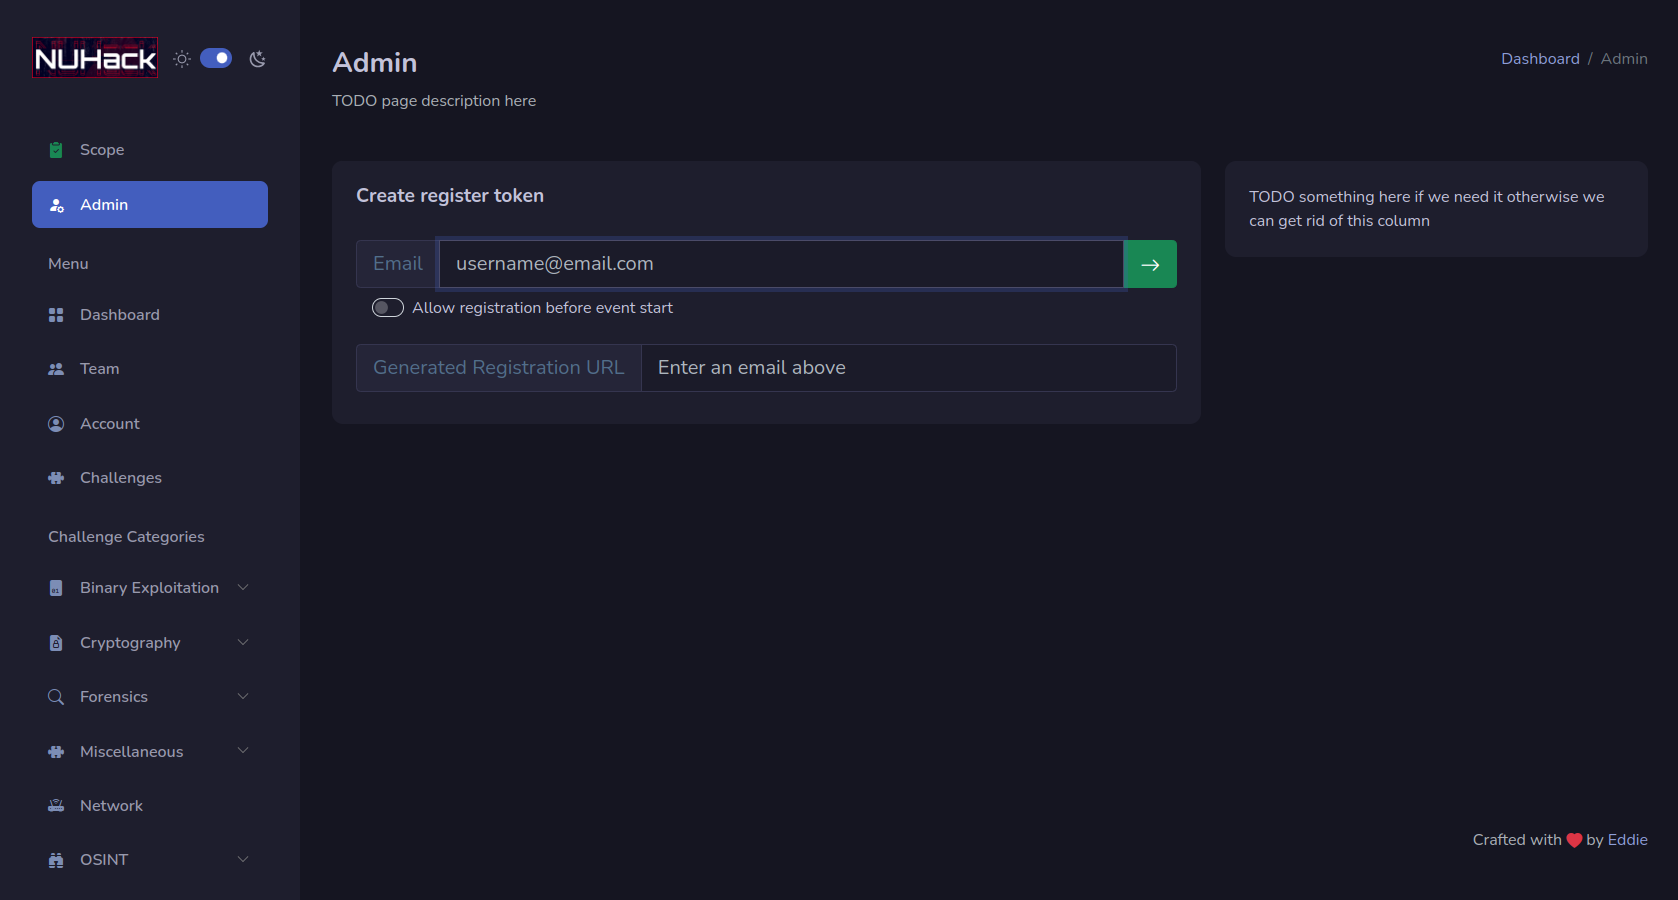 NUHack
Scope
Admin
Menu
Dashboard
Team
Account
Challenges
Challenge Categories
Binary Exploitation
Cryptography
Forensics
Miscellaneous
Network
OSINT
Admin
Dashboard / Admin
TODO page description here
Create register token
Email username@email.com
Allow registration before event start
Generated Registration URL Enter an email above
TODO something here if we need it otherwise we
can get rid of this column
Crafted with ❤ by Eddie